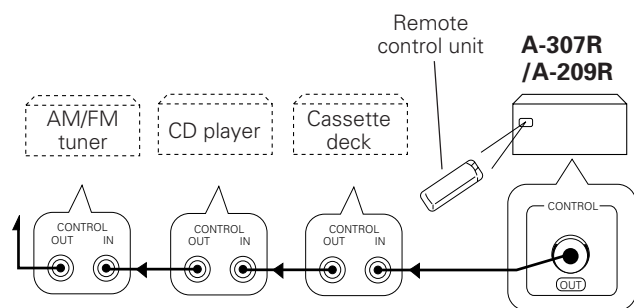 Remote
control unit
A-307R
/A-209R
AM/FM
tuner
CD player
Cassette
deck
CONTROL
OUT IN
CONTROL
OUT IN
CONTROL
OUT IN
CONTROL
OUT